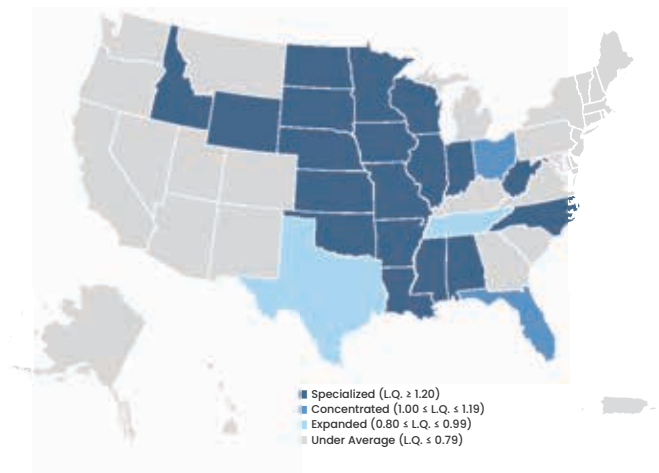 Specialized (L.Q. ≥ 1.20)
Concentrated (1.00 ≤ L.Q. ≤ 1.19)
Expanded (0.80 ≤ L.Q. ≤ 0.99)
Under Average (L.Q. ≤ 0.79)